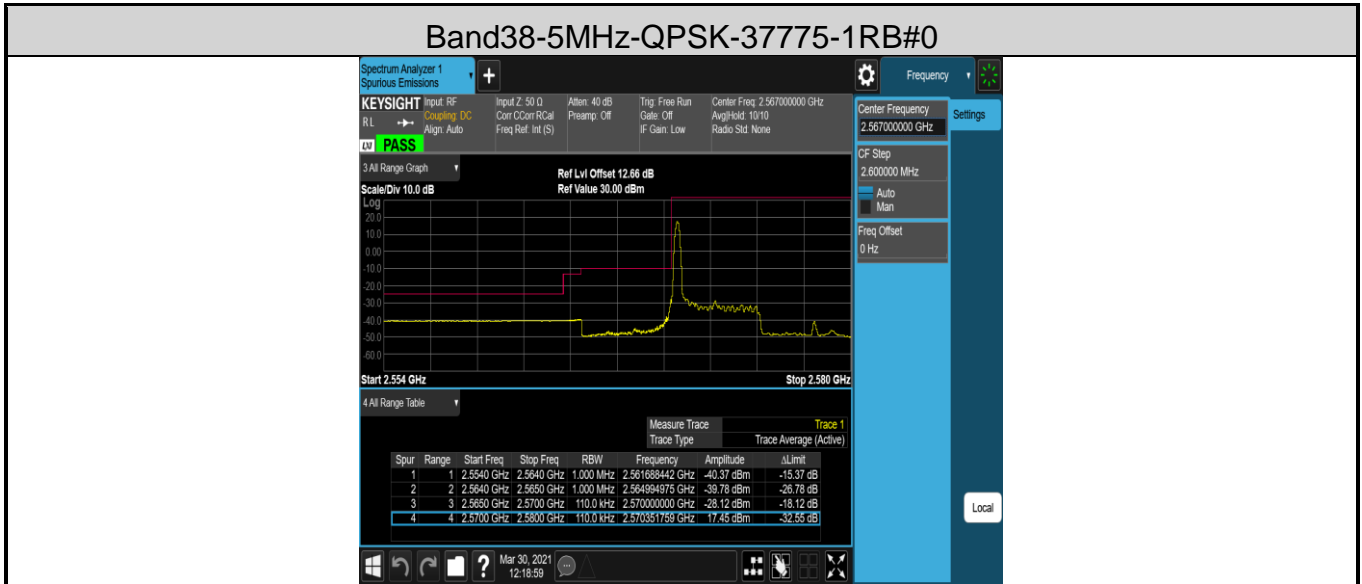 Band38-5MHz-QPSK-37775-1RB#0
Spectrum Analyzer 1
Spurious Emissions
+
Frequency
KEYSIGHT Input: RF Input Z: 50 Ω Atten: 40 dB Trig: Free Run Center Freq: 2.567000000 GHz
RL Coupling: DC Corr CCorr RCal Preamp: Off Gate: Off Avg|Hold: 10/10
Align: Auto Freq Ref: Int (S) IF Gain: Low Radio Std: None
LXI PASS
Center Frequency
2.567000000 GHz
Settings
CF Step
2.600000 MHz
Auto
Man
Freq Offset
0 Hz
3 All Range Graph
Ref Lvl Offset 12.66 dB
Scale/Div 10.0 dB Ref Value 30.00 dBm
Log
20.0
10.0
0.00
-10.0
-20.0
-30.0
-40.0
-50.0
-60.0
Start 2.554 GHz Stop 2.580 GHz
4 All Range Table
Measure Trace Trace 1
Trace Type Trace Average (Active)
Spur Range Start Freq Stop Freq RBW Frequency Amplitude ΔLimit
1 1 2.5540 GHz 2.5640 GHz 1.000 MHz 2.561688442 GHz -40.37 dBm -15.37 dB
2 2 2.5640 GHz 2.5650 GHz 1.000 MHz 2.564994975 GHz -39.78 dBm -26.78 dB
3 3 2.5650 GHz 2.5700 GHz 110.0 kHz 2.570000000 GHz -28.12 dBm -18.12 dB
4 4 2.5700 GHz 2.5800 GHz 110.0 kHz 2.570351759 GHz 17.45 dBm -32.55 dB
Local
? Mar 30, 2021
12:18:59